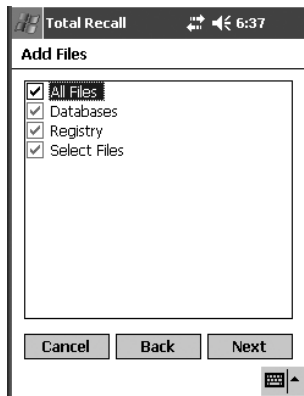 Total Recall 6:37
Add Files
All Files
Databases
Registry
Select Files
Cancel Back Next